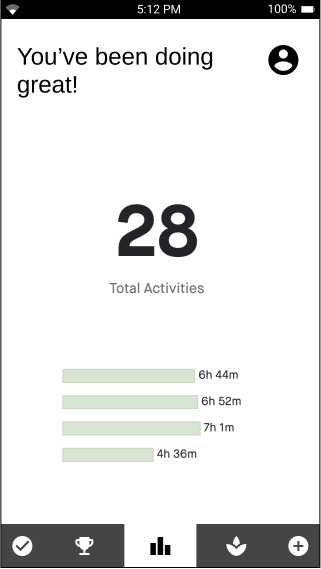 5:12 PM 100%
You’ve been doing
great!
28
Total Activities
6h 44m
6h 52m
7h 1m
4h 36m